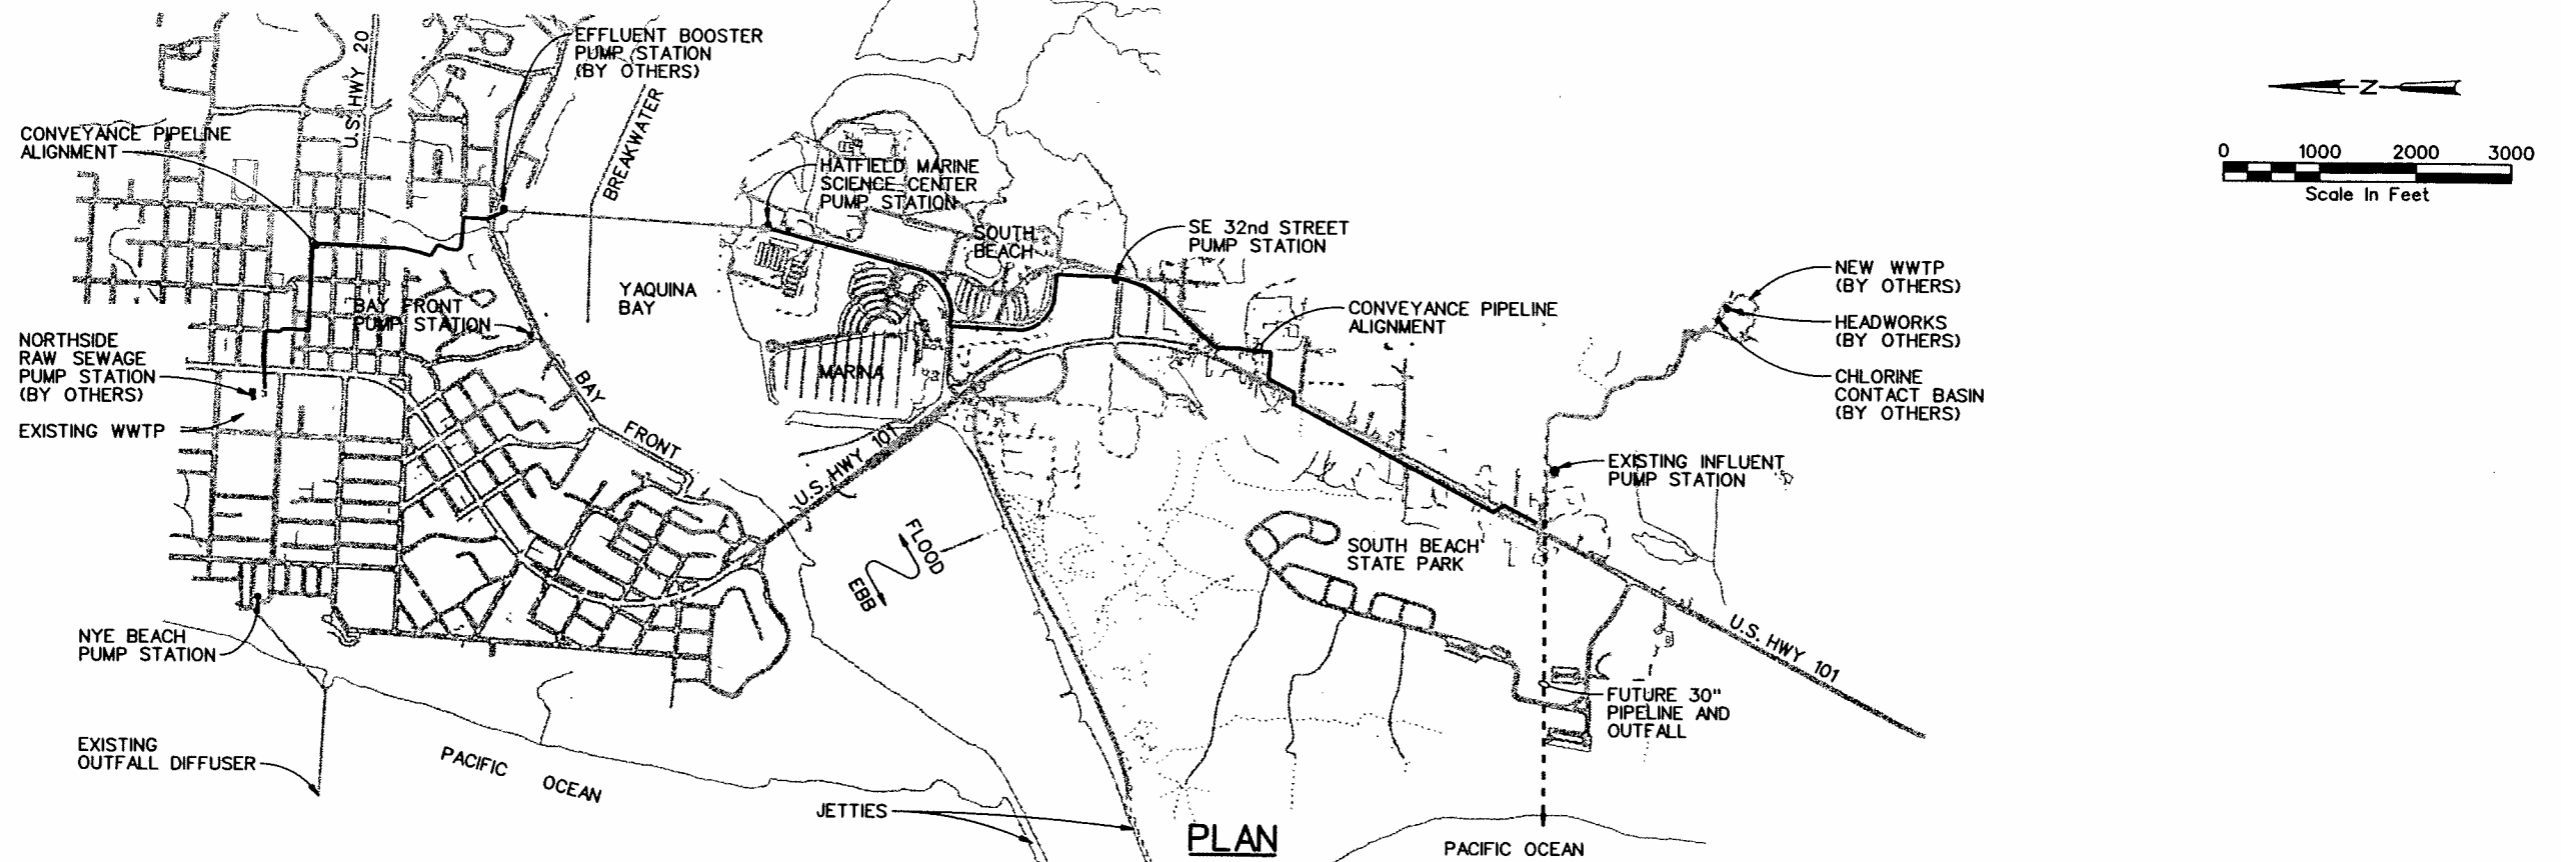 EFFLUENT BOOSTER
PUMP STATION
(BY OTHERS)
U.S. HWY 20
BREAKWATER
CONVEYANCE PIPELINE
ALIGNMENT
HATFIELD MARINE
SCIENCE CENTER
PUMP STATION
SOUTH
BEACH
SE 32nd STREET
PUMP STATION
N
0 1000 2000 3000
Scale In Feet
NEW WWTP
(BY OTHERS)
HEADWORKS
(BY OTHERS)
CHLORINE
CONTACT BASIN
(BY OTHERS)
YAQUINA
BAY
BAY FRONT
PUMP STATION
CONVEYANCE PIPELINE
ALIGNMENT
NORTHSIDE
RAW SEWAGE
PUMP STATION
(BY OTHERS)
EXISTING WWTP
MARINA
BAY FRONT
U.S. HWY 101
EXISTING INFLUENT
PUMP STATION
FLOOD
EBB
SOUTH BEACH
STATE PARK
NYE BEACH
PUMP STATION
U.S. HWY 101
FUTURE 30"
PIPELINE AND
OUTFALL
EXISTING
OUTFALL DIFFUSER
PACIFIC OCEAN
JETTIES
PLAN
PACIFIC OCEAN